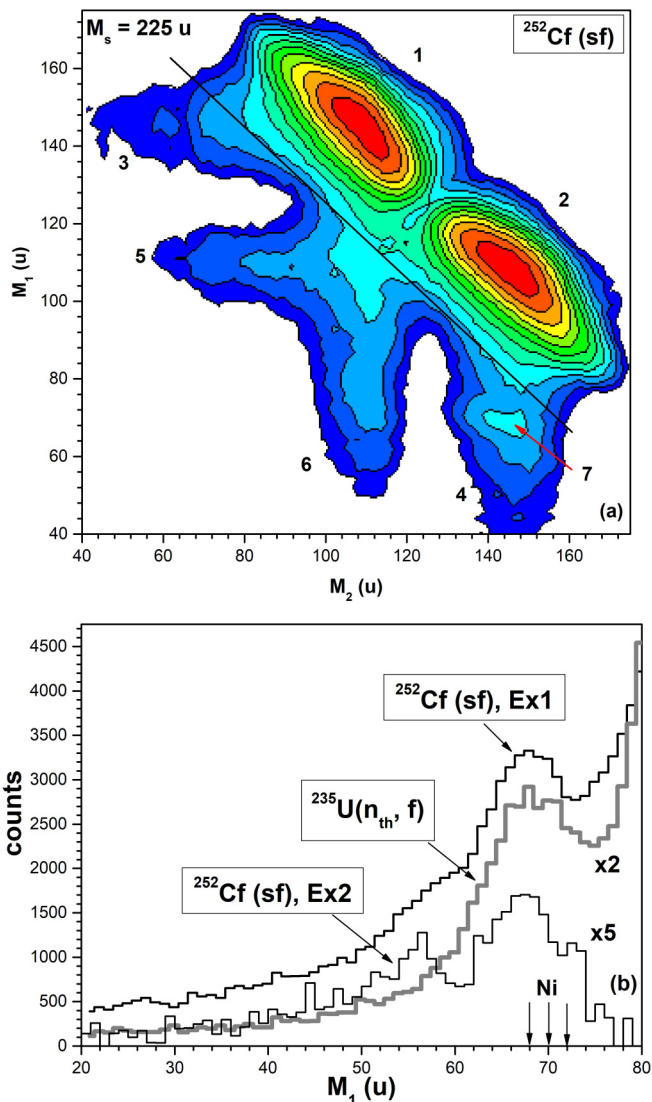 M_s = 225 u
²⁵²Cf (sf)
1
2
3
4
5
6
7
(a)
160
140
120
100
80
60
40
M₁ (u)
40 60 80 100 120 140 160
M₂ (u)
4500
4000
3500
3000
2500
2000
1500
1000
500
0
counts
²⁵²Cf (sf), Ex1
²³⁵U(n_th, f)
²⁵²Cf (sf), Ex2
x2
x5
Ni
(b)
20 30 40 50 60 70 80
M₁ (u)